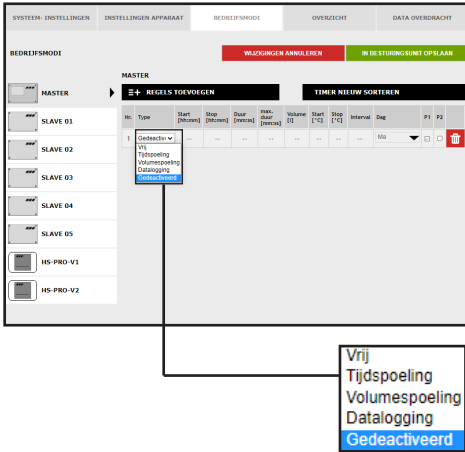 SYSTEEM- INSTELLINGEN INSTELLINGEN APPARAAT BEDRIJFSMODI OVERZICHT DATA OVERDRACHT
BEDRIJFSMODI WIJZIGINGEN ANNULEREN IN BESTURINGSUNIT OPSLAAN
MASTER
MASTER REGELS TOEVOEGEN TIMER NIEUW SORTEREN
Nr. Type Start [hh:mm] Stop [hh:mm] Duur [mm:ss] max. duur [mm:ss] Volume [l] Start [°C] Stop [°C] Interval Dag P1 P2
1 Gedeactiv -- -- -- -- -- -- -- -- Ma
Vrij
Tijdspoeling
Volumespoeling
Datalogging
Gedeactiveerd
SLAVE 01
SLAVE 02
SLAVE 03
SLAVE 04
SLAVE 05
HS-PRO-V1
HS-PRO-V2
Vrij
Tijdspoeling
Volumespoeling
Datalogging
Gedeactiveerd